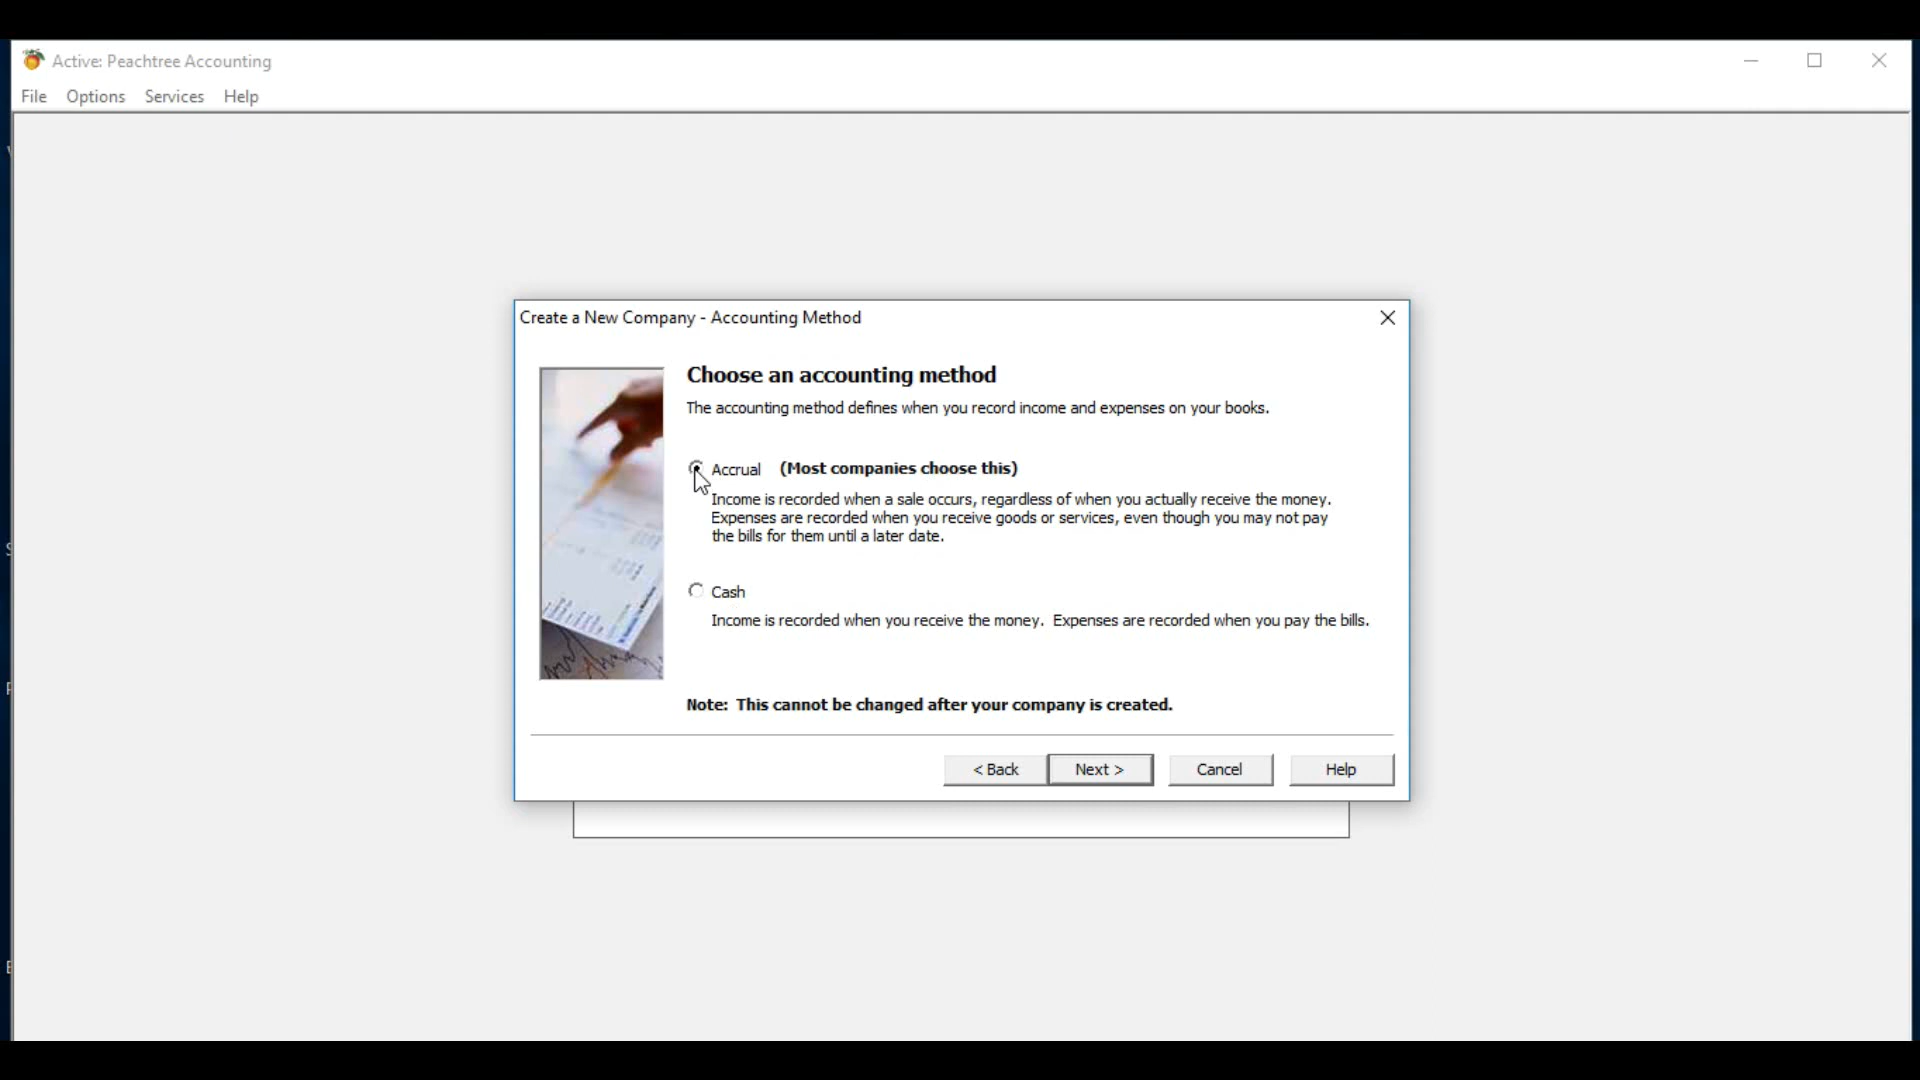 Active: Peachtree Accounting
File Options Services Help
Create a New Company - Accounting Method
Choose an accounting method
The accounting method defines when you record income and expenses on your books.
Accrual (Most companies choose this)
Income is recorded when a sale occurs, regardless of when you actually receive the money.
Expenses are recorded when you receive goods or services, even though you may not pay
the bills for them until a later date.
Cash
Income is recorded when you receive the money. Expenses are recorded when you pay the bills.
Note: This cannot be changed after your company is created.
< Back Next > Cancel Help